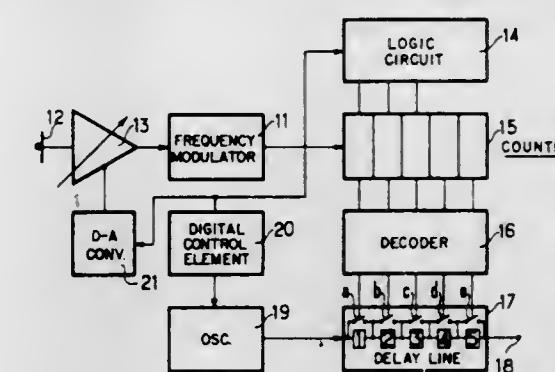 LOGIC
CIRCUIT
14
12
13
FREQUENCY
MODULATOR
11
15
COUNT
D-A
CONV.
21
DIGITAL
CONTROL
ELEMENT
20
DECODER
16
OSC.
19
a b c d e
17
1 2 3 4 5
DELAY LINE
18